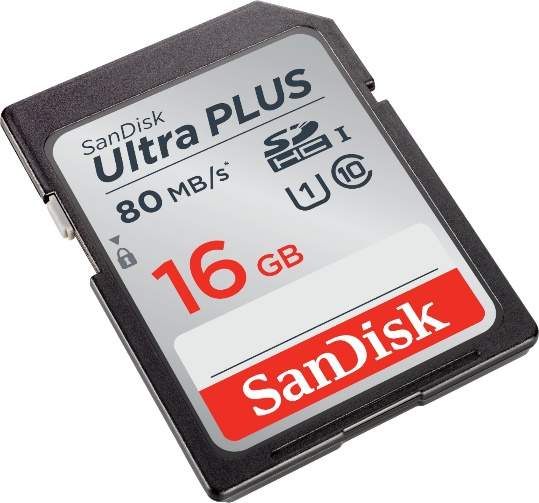 SanDisk
Ultra PLUS
80 MB/s*
SD HC I
U1 10
16 GB
SanDisk